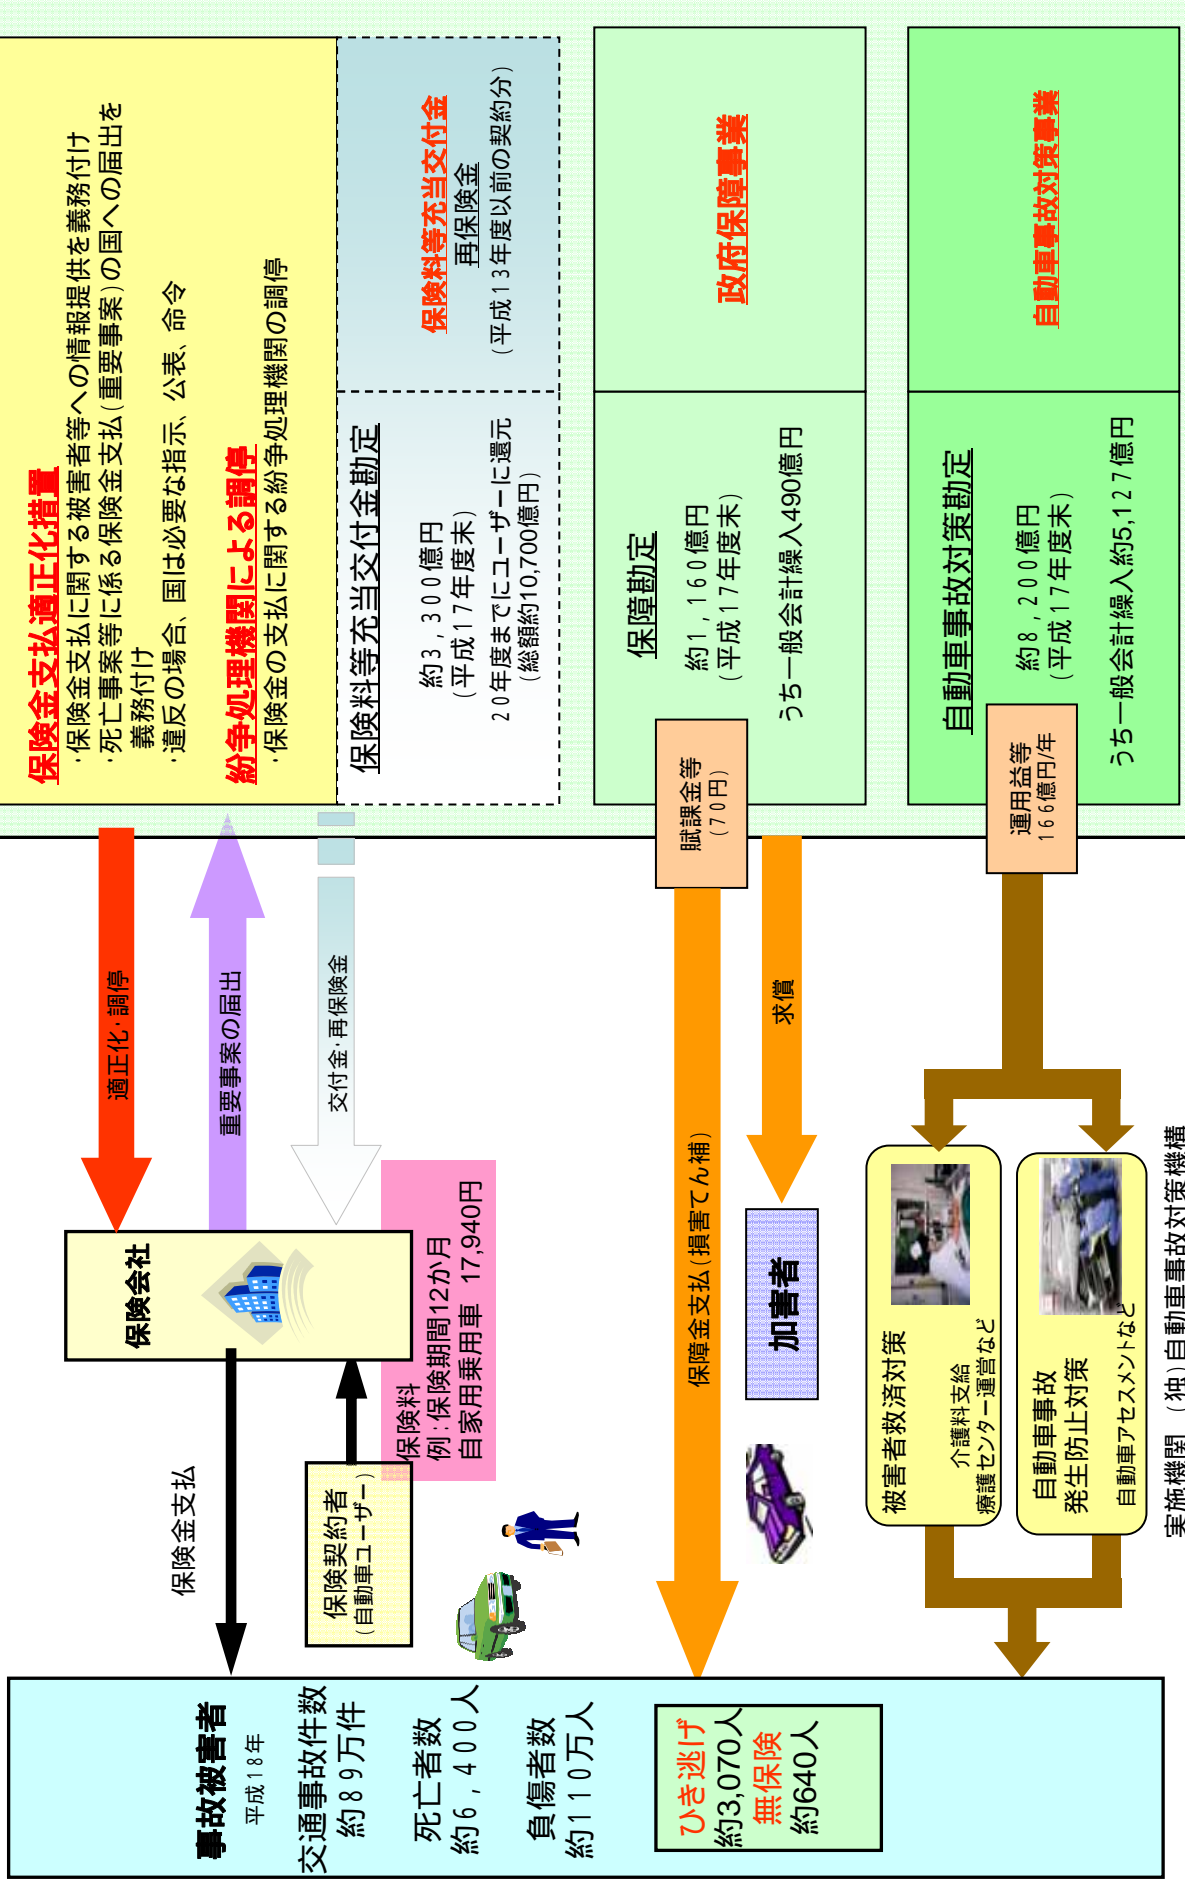 保険金支払適正化措置
・保険金支払に関する被害者等への情報提供を義務付け
・死亡事案等に係る保険金支払(重要事案)の国への届出を
義務付け
・違反の場合、国は必要な指示、公表、命令
紛争処理機関による調停
・保険金の支払に関する紛争処理機関の調停
保険料等充当交付金勘定
約3,300億円
(平成17年度末)
20年度までにユーザーに還元
(総額約10,700億円)
保険料等充当交付金
再保険金
(平成13年度以前の契約分)
保障勘定
約1,160億円
(平成17年度末)
うち一般会計繰入490億円
政府保障事業
賦課金等
(70円)
自動車事故対策勘定
約8,200億円
(平成17年度末)
うち一般会計繰入約5,127億円
自動車事故対策事業
運用益等
166億円/年
適正化・調停
重要事案の届出
交付金・再保険金
保障金支払(損害てん補)
求償
保険会社
保険料
例:保険期間12か月
自家用乗用車 17,940円
加害者
保険金支払
保険契約者
(自動車ユーザー)
被害者救済対策
介護料支給
療護センター運営など
自動車事故
発生防止対策
自動車アセスメントなど
実施機関 (独)自動車事故対策機構
事故被害者
平成18年
交通事故件数
約89万件
死亡者数
約6,400人
負傷者数
約110万人
ひき逃げ
約3,070人
無保険
約640人